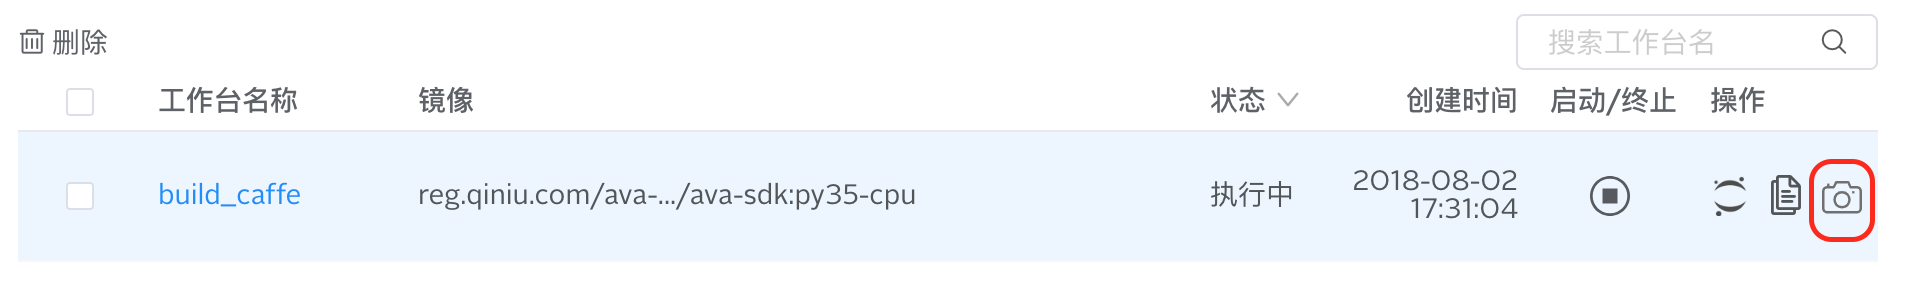 删除
搜索工作台名
工作台名称 镜像 状态 创建时间 启动/终止 操作
build_caffe reg.qiniu.com/ava-.../ava-sdk:py35-cpu 执行中 2018-08-02
17:31:04